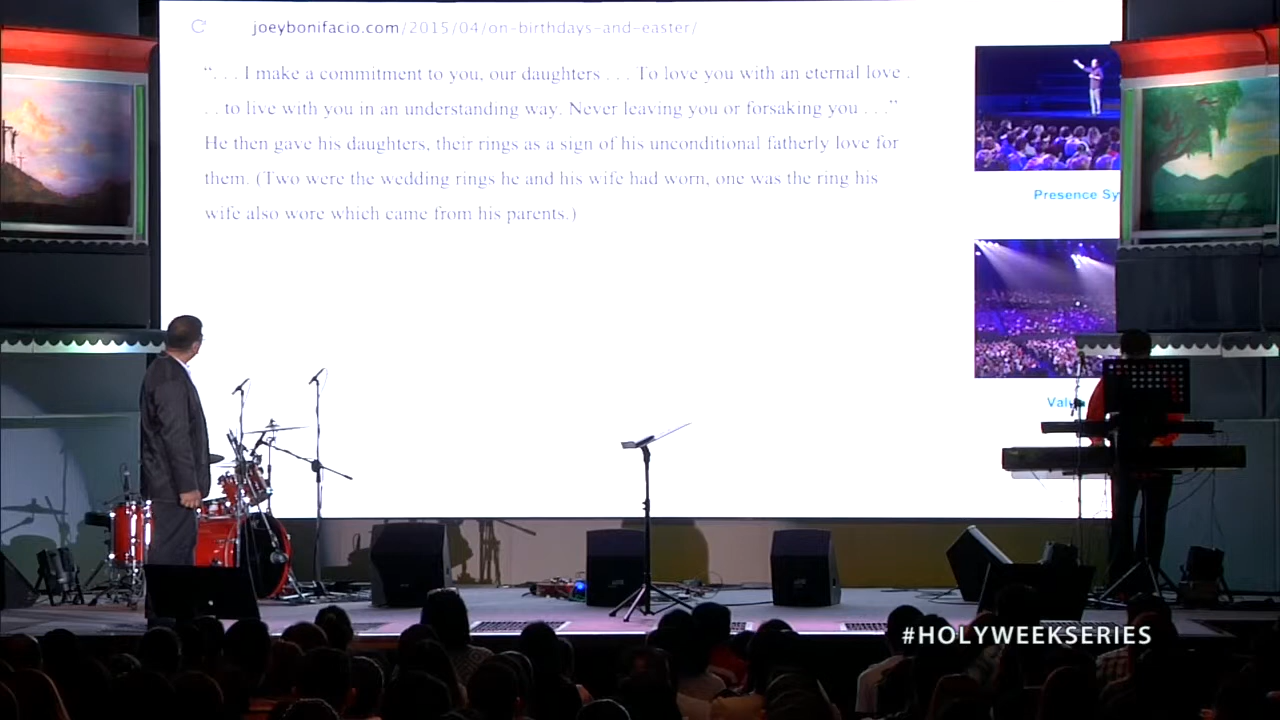 joeybonifacio.com/2015/04/on-birthdays-and-easter/
“. . . I make a commitment to you, our daughters . . . To love you with an eternal love .
. . to live with you in an understanding way. Never leaving you or forsaking you . . .”
He then gave his daughters, their rings as a sign of his unconditional fatherly love for
them. (Two were the wedding rings he and his wife had worn, one was the ring his
wife also wore which came from his parents.)
Presence Sy
#HOLYWEEKSERIES